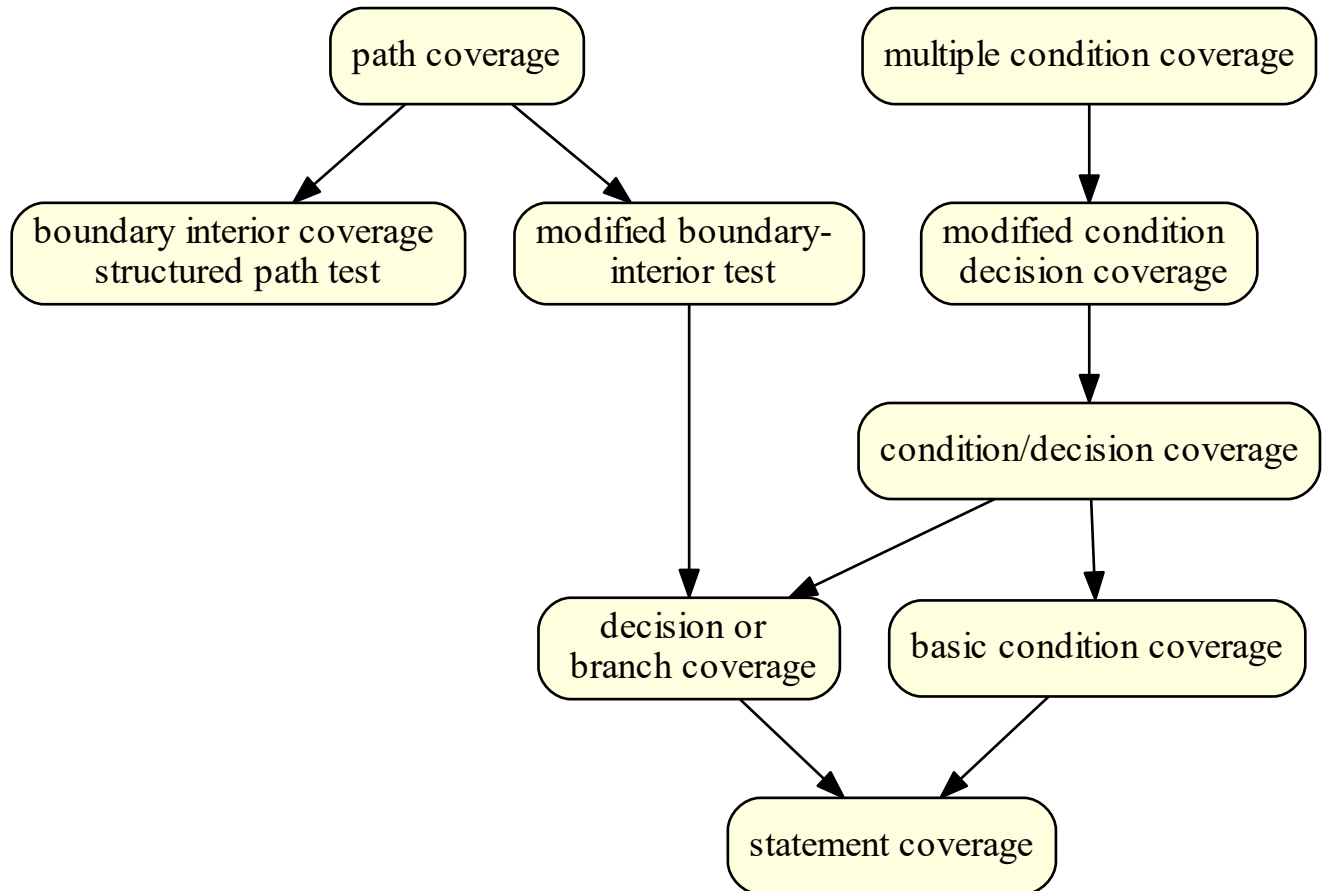 path coverage
multiple condition coverage
boundary interior coverage
structured path test
modified boundary-
interior test
modified condition
decision coverage
condition/decision coverage
decision or
branch coverage
basic condition coverage
statement coverage